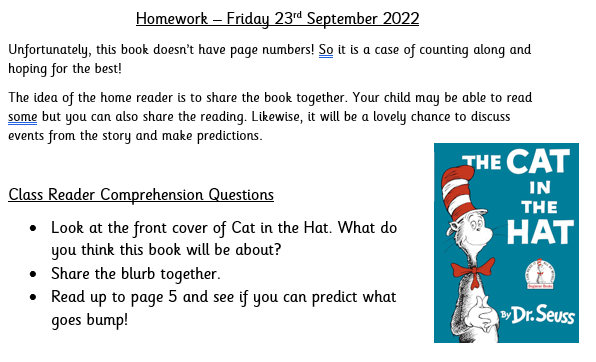 Homework – Friday 23rd September 2022
Unfortunately, this book doesn't have page numbers! So it is a case of counting along and
hoping for the best!
The idea of the home reader is to share the book together. Your child may be able to read
some but you can also share the reading. Likewise, it will be a lovely chance to discuss
events from the story and make predictions.
Class Reader Comprehension Questions
• Look at the front cover of Cat in the Hat. What do
you think this book will be about?
• Share the blurb together.
• Read up to page 5 and see if you can predict what
goes bump!
THE CAT
IN
THE
HAT
By Dr. Seuss